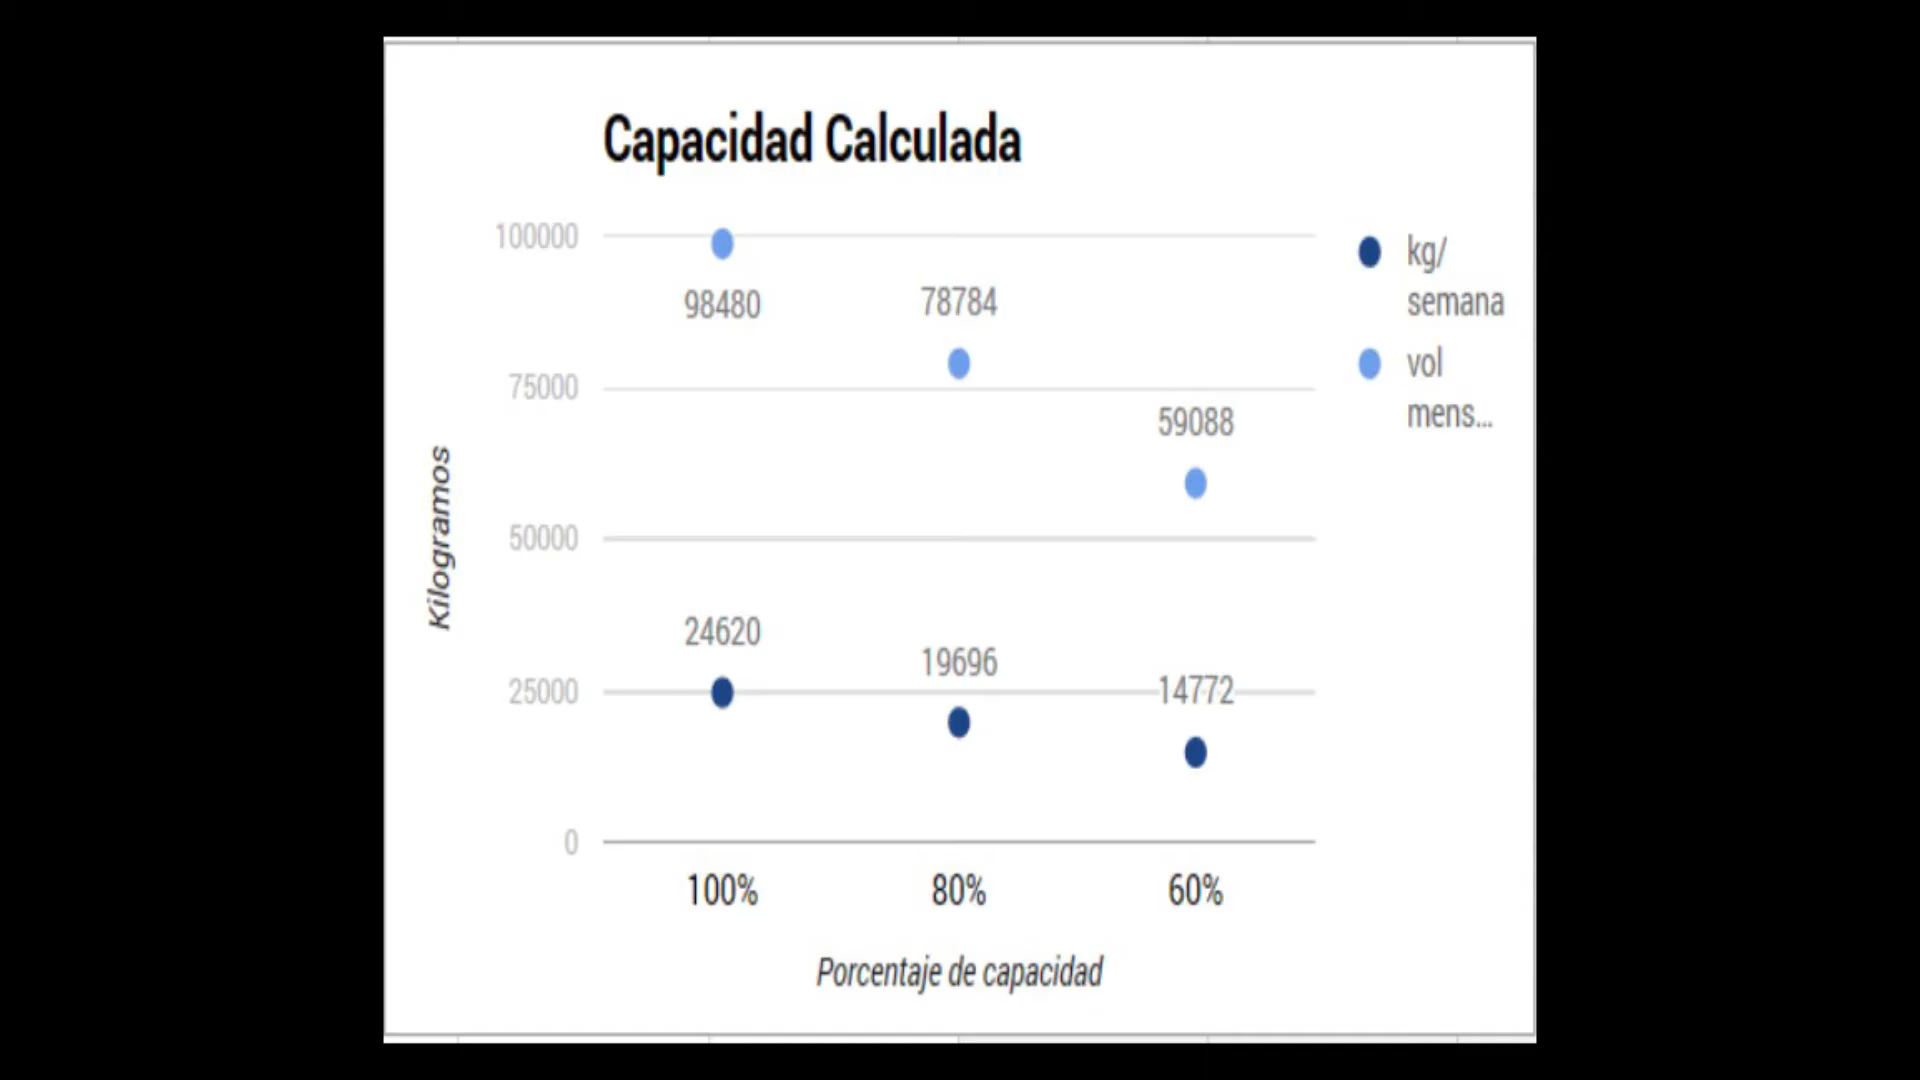 Capacidad Calculada
100000
98480
78784
75000
59088
50000
24620
19696
25000
14772
0
100%
80%
60%
Porcentaje de capacidad
Kilogramos
kg/
semana
vol
mens...